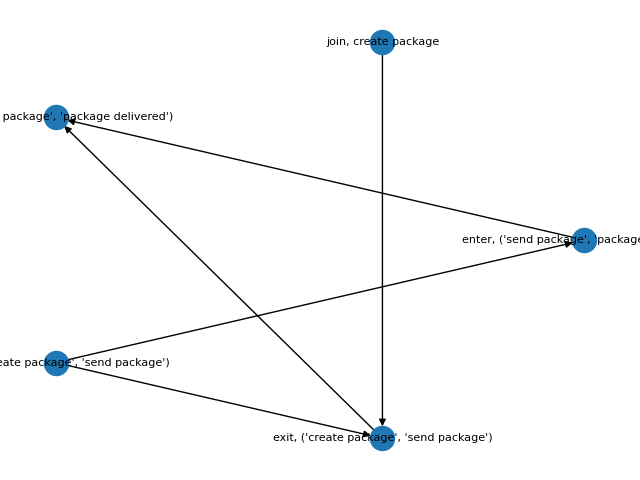 join, create package
package', 'package delivered')
enter, ('send package', 'package
eate package', 'send package')
exit, ('create package', 'send package')